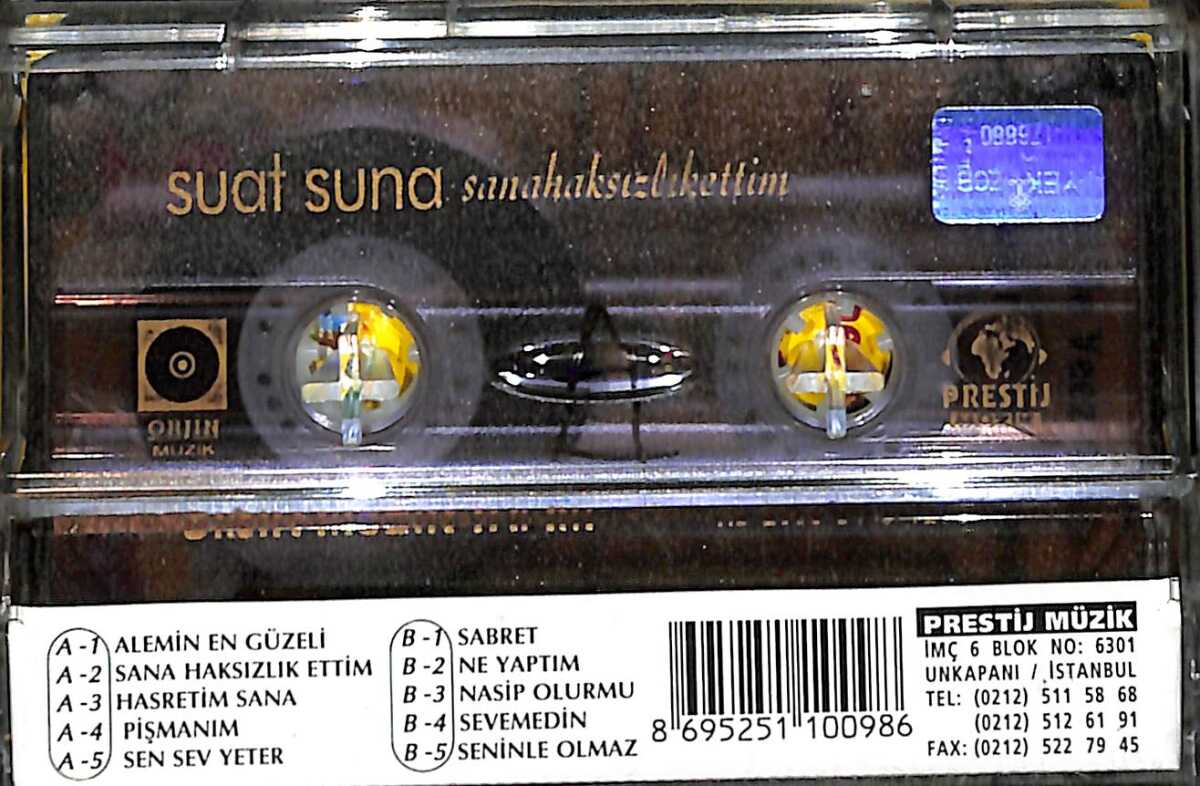 suat suna sanahaksızlıkettim
ORJIN
MÜZİK
PRESTİJ
A -1 ALEMİN EN GÜZELİ
A -2 SANA HAKSIZLIK ETTİM
A -3 HASRETİM SANA
A -4 PİŞMANIM
A -5 SEN SEV YETER
B -1 SABRET
B -2 NE YAPTIM
B -3 NASİP OLURMU
B -4 SEVEMEDİN
B -5 SENİNLE OLMAZ
8 695251 100986
PRESTİJ MÜZİK
İMÇ 6 BLOK NO: 6301
UNKAPANI / İSTANBUL
TEL: (0212) 511 58 68
(0212) 512 61 91
FAX: (0212) 522 79 45